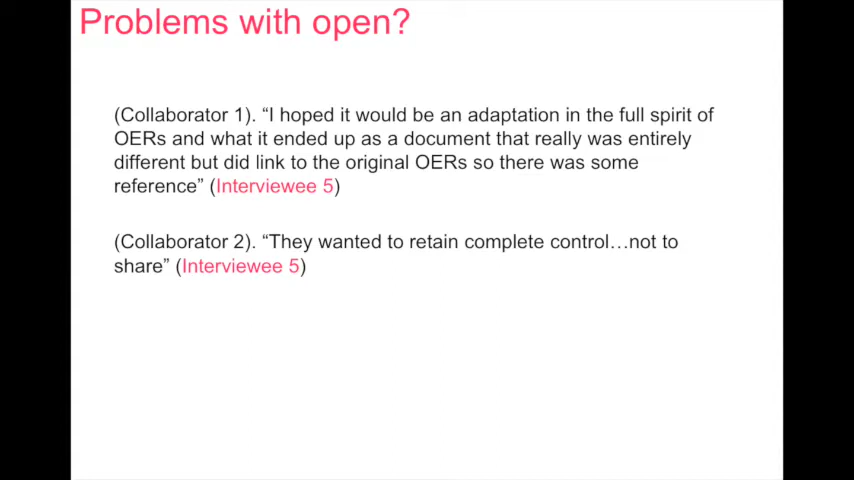 Problems with open?
(Collaborator 1). “I hoped it would be an adaptation in the full spirit of
OERs and what it ended up as a document that really was entirely
different but did link to the original OERs so there was some
reference” (Interviewee 5)
(Collaborator 2). “They wanted to retain complete control…not to
share” (Interviewee 5)